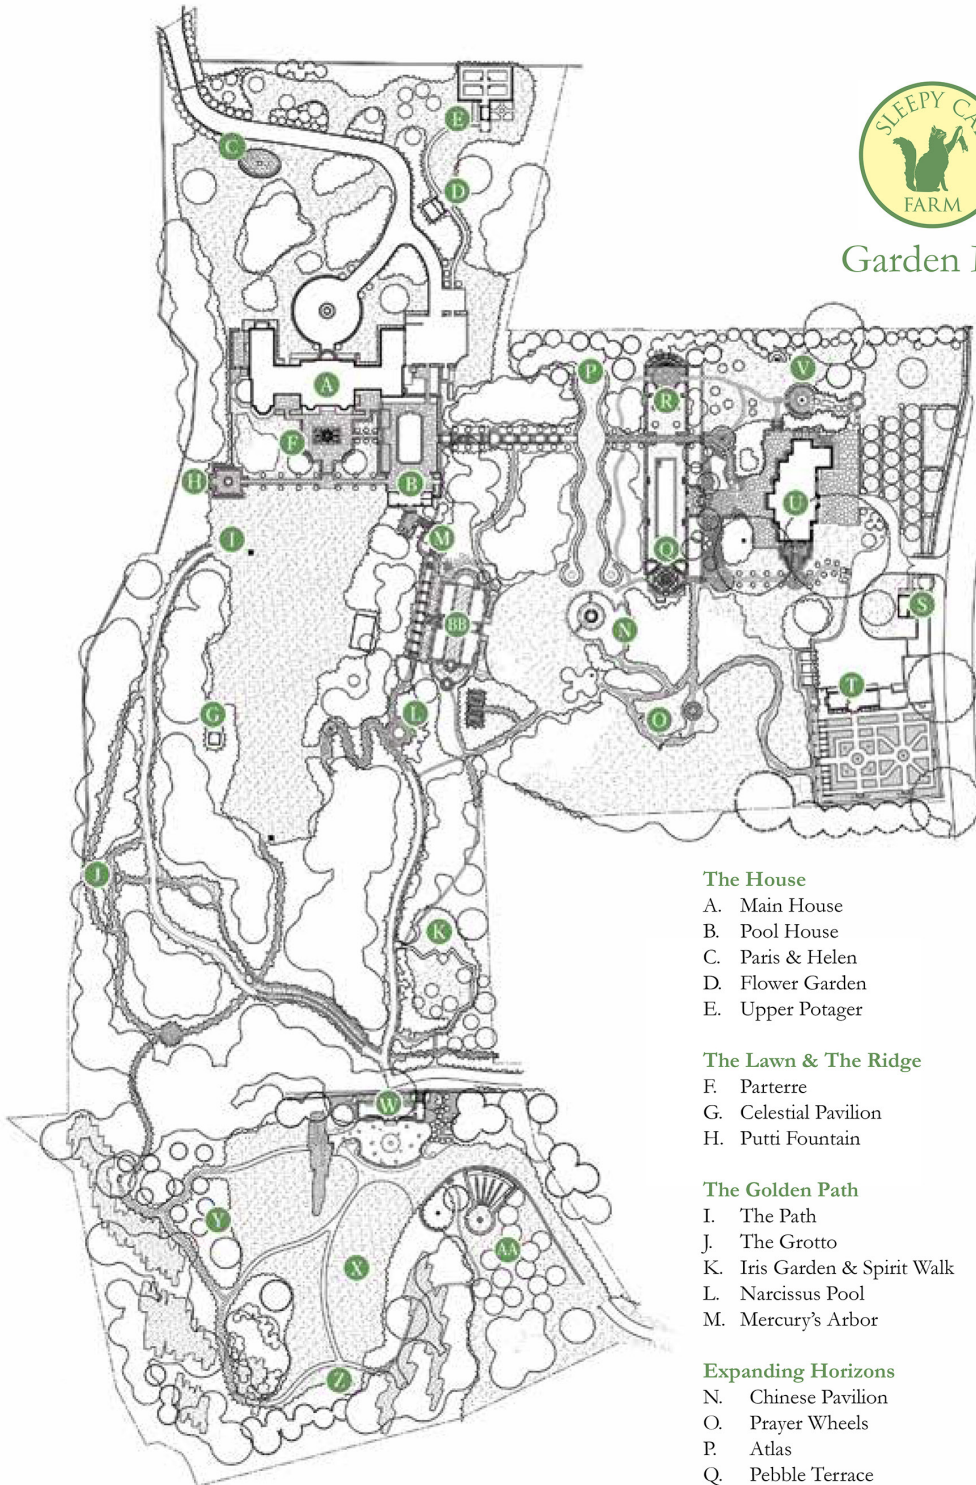 SLEEPY CA
FARM
Garden
E
C
D
A
P
V
R
F
H
B
U
I
M
Q
BB
S
N
T
G
L
O
J
K
W
Y
AA
X
Z
The House
A. Main House
B. Pool House
C. Paris & Helen
D. Flower Garden
E. Upper Potager
The Lawn & The Ridge
F. Parterre
G. Celestial Pavilion
H. Putti Fountain
The Golden Path
I. The Path
J. The Grotto
K. Iris Garden & Spirit Walk
L. Narcissus Pool
M. Mercury’s Arbor
Expanding Horizons
N. Chinese Pavilion
O. Prayer Wheels
P. Atlas
Q. Pebble Terrace